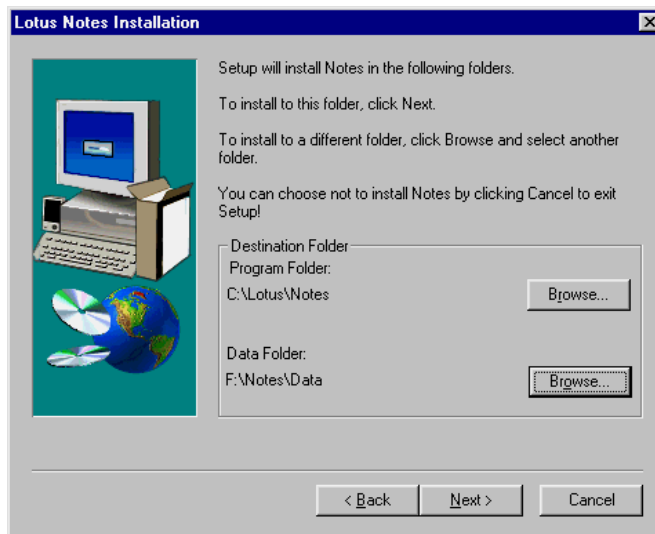 Lotus Notes Installation
Setup will install Notes in the following folders.
To install to this folder, click Next.
To install to a different folder, click Browse and select another
folder.
You can choose not to install Notes by clicking Cancel to exit
Setup!
Destination Folder
Program Folder:
C:\Lotus\Notes
Browse...
Data Folder:
F:\Notes\Data
Browse...
< Back
Next >
Cancel